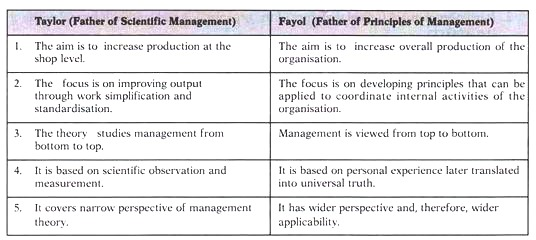 Taylor (Father of Scientific Management) Fayol (Father of Principles of Management)
1. The aim is to increase production at the shop level.
The aim is to increase overall production of the organisation.
2. The focus is on improving output through work simplification and standardisation.
The focus is on developing principles that can be applied to coordinate internal activities of the organisation.
3. The theory studies management from bottom to top.
Management is viewed from top to bottom.
4. It is based on scientific observation and measurement.
It is based on personal experience later translated into universal truth.
5. It covers narrow perspective of management theory.
It has wider perspective and, therefore, wider applicability.